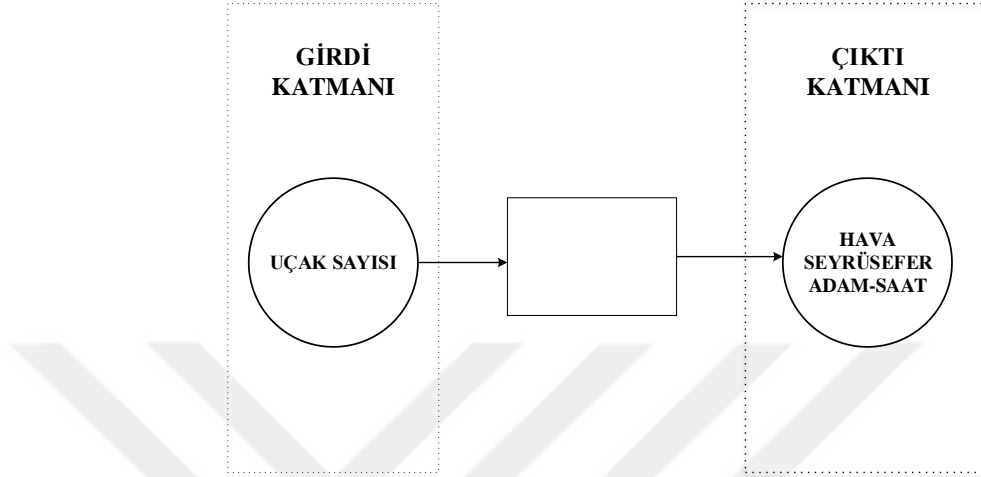 GİRDİ
KATMANI
UÇAK SAYISI
ÇIKTI
KATMANI
HAVA
SEYRÜSEFER
ADAM-SAAT